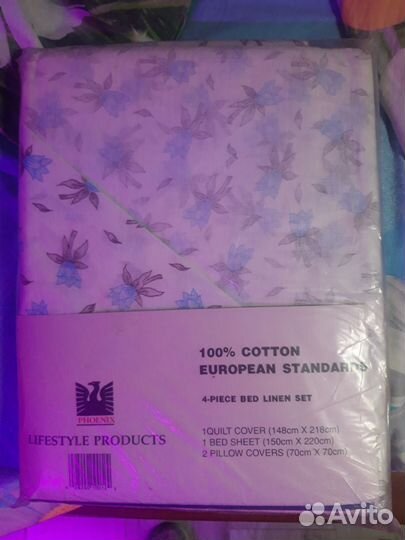 100% COTTON
EUROPEAN STANDARDS
4-PIECE BED LINEN SET
1QUILT COVER (148cm X 218cm)
1 BED SHEET (150cm X 220cm)
2 PILLOW COVERS (70cm X 70cm)
PHOENIX
LIFESTYLE PRODUCTS
Avito